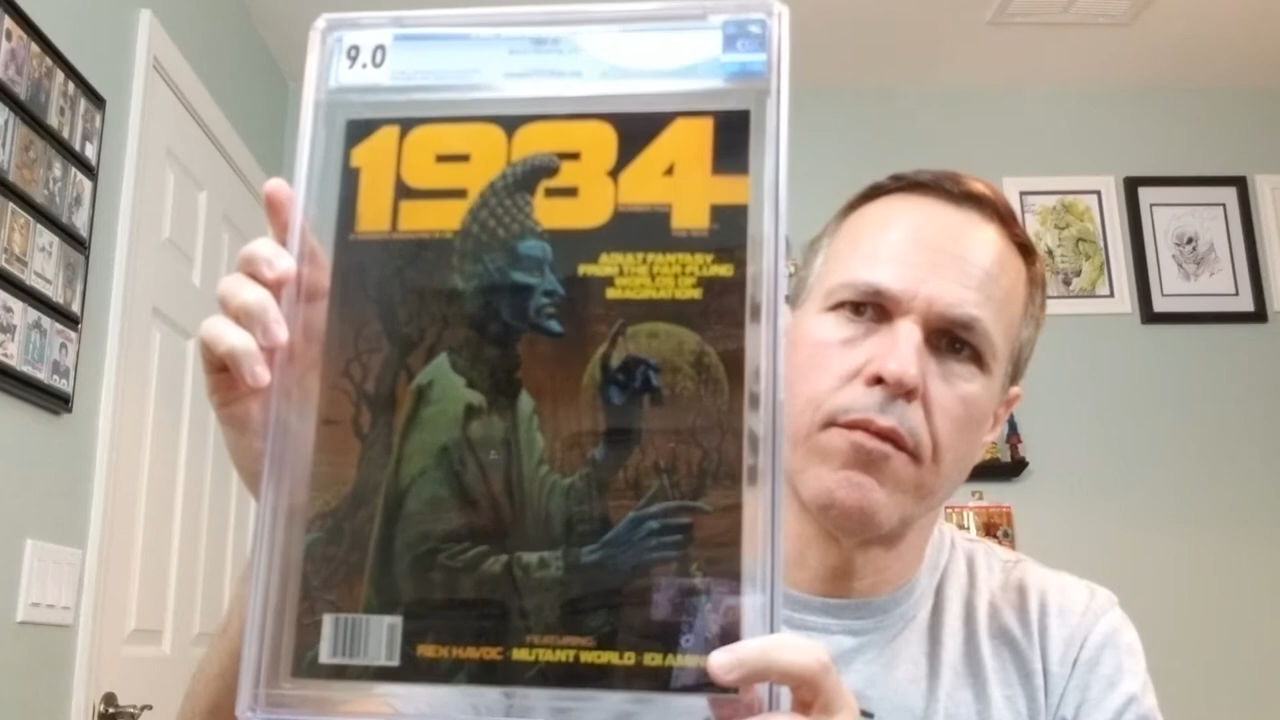 9.0
1984
ADULT FANTASY
FROM THE FAR FLUNG
WORLDS OF
IMAGINATION!
FEATURING
REX HAVOC · MUTANT WORLD · IDI AMIN